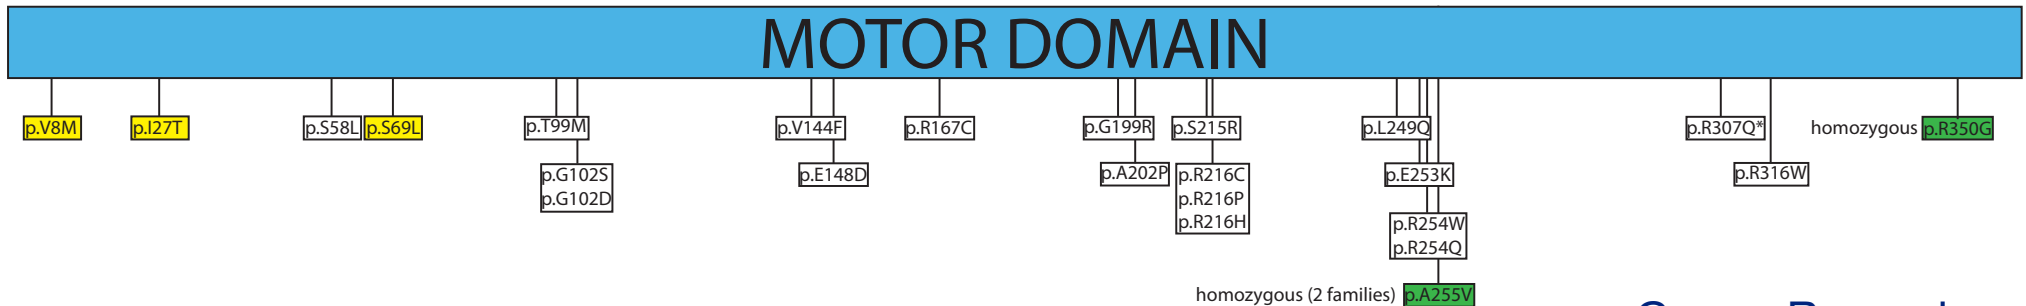 MOTOR DOMAIN
p.V8M
p.I27T
p.S58L
p.S69L
p.T99M
p.V144F
p.R167C
p.G199R
p.S215R
p.L249Q
p.R307Q*
homozygous p.R350G
p.G102S
p.G102D
p.E148D
p.A202P
p.R216C
p.R216P
p.R216H
p.E253K
p.R316W
p.R254W
p.R254Q
homozygous (2 families) p.A255V